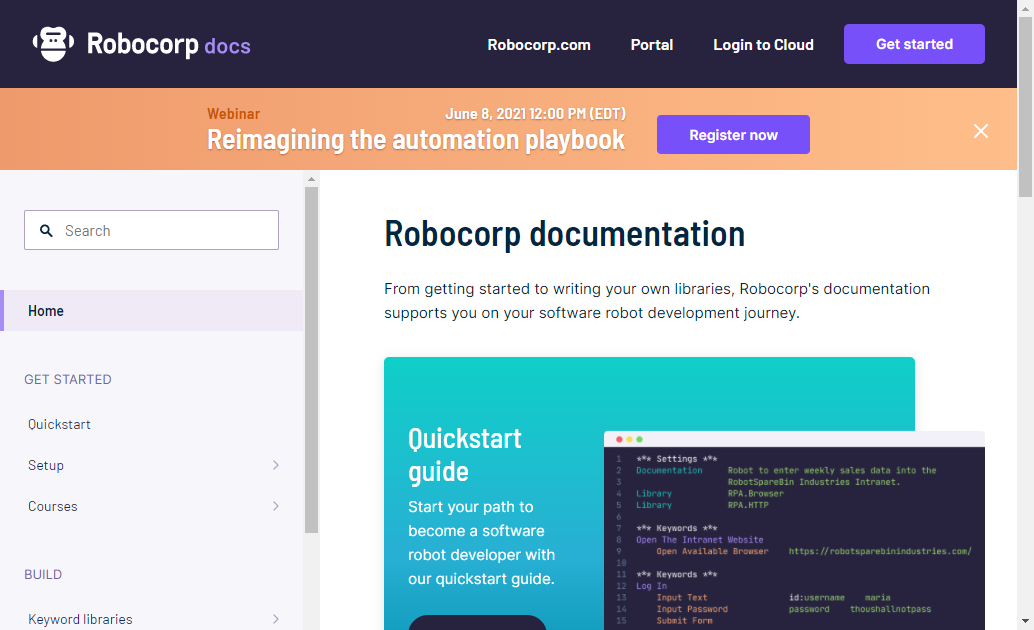 Robocorp docs
Robocorp.com
Portal
Login to Cloud
Get started
Webinar
June 8, 2021 12:00 PM (EDT)
Reimagining the automation playbook
Register now
Search
Home
GET STARTED
Quickstart
Setup
Courses
BUILD
Keyword libraries
Robocorp documentation
From getting started to writing your own libraries, Robocorp's documentation
supports you on your software robot development journey.
Quickstart
guide
Start your path to
become a software
robot developer with
our quickstart guide.
1 *** Settings ***
2 Documentation Robot to enter weekly sales data into the
3 RobotSpareBin Industries Intranet.
4 Library RPA.Browser
5 Library RPA.HTTP
6
7 *** Keywords ***
8 Open The Intranet Website
9 Open Available Browser https://robotsparebinindustries.com/
10
11 *** Keywords ***
12 Log In
13 Input Text id:username maria
14 Input Password password thoushallnotpass
15 Submit Form